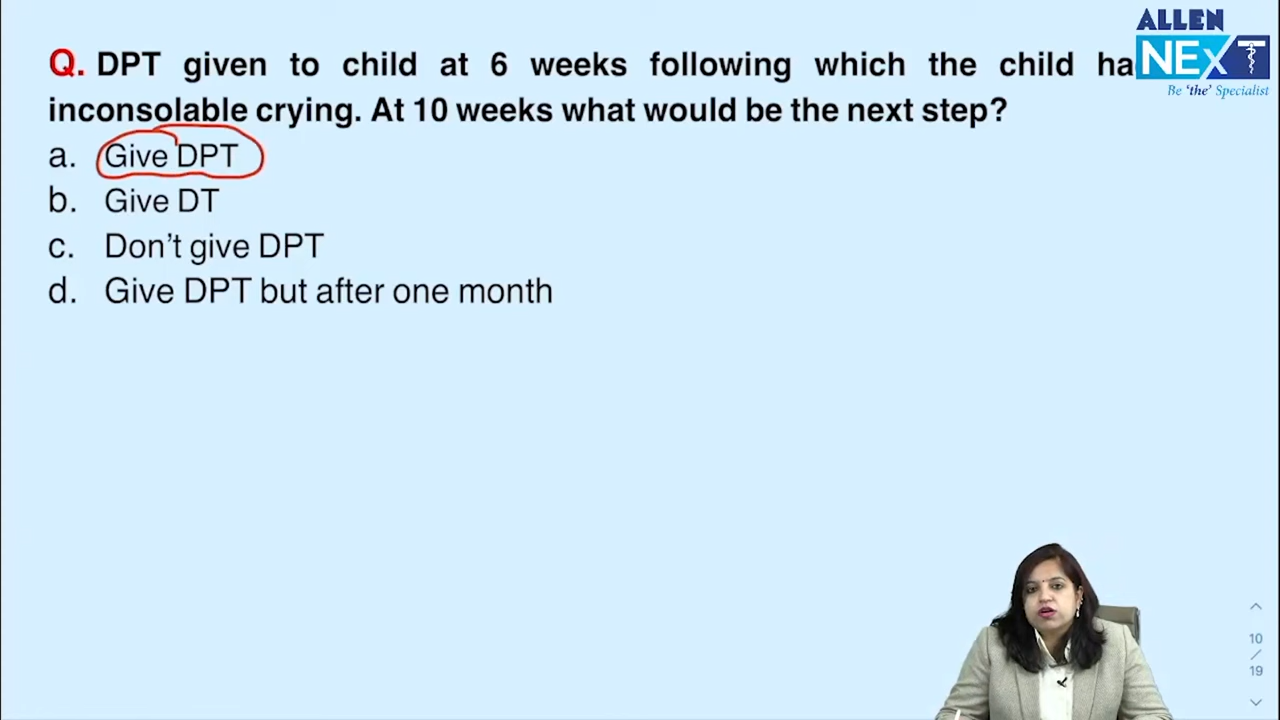 ALLEN
NEXT
Be 'the' Specialist
Q. DPT given to child at 6 weeks following which the child
inconsolable crying. At 10 weeks what would be the next step?
a. Give DPT
b. Give DT
c. Don't give DPT
d. Give DPT but after one month
10
/
19